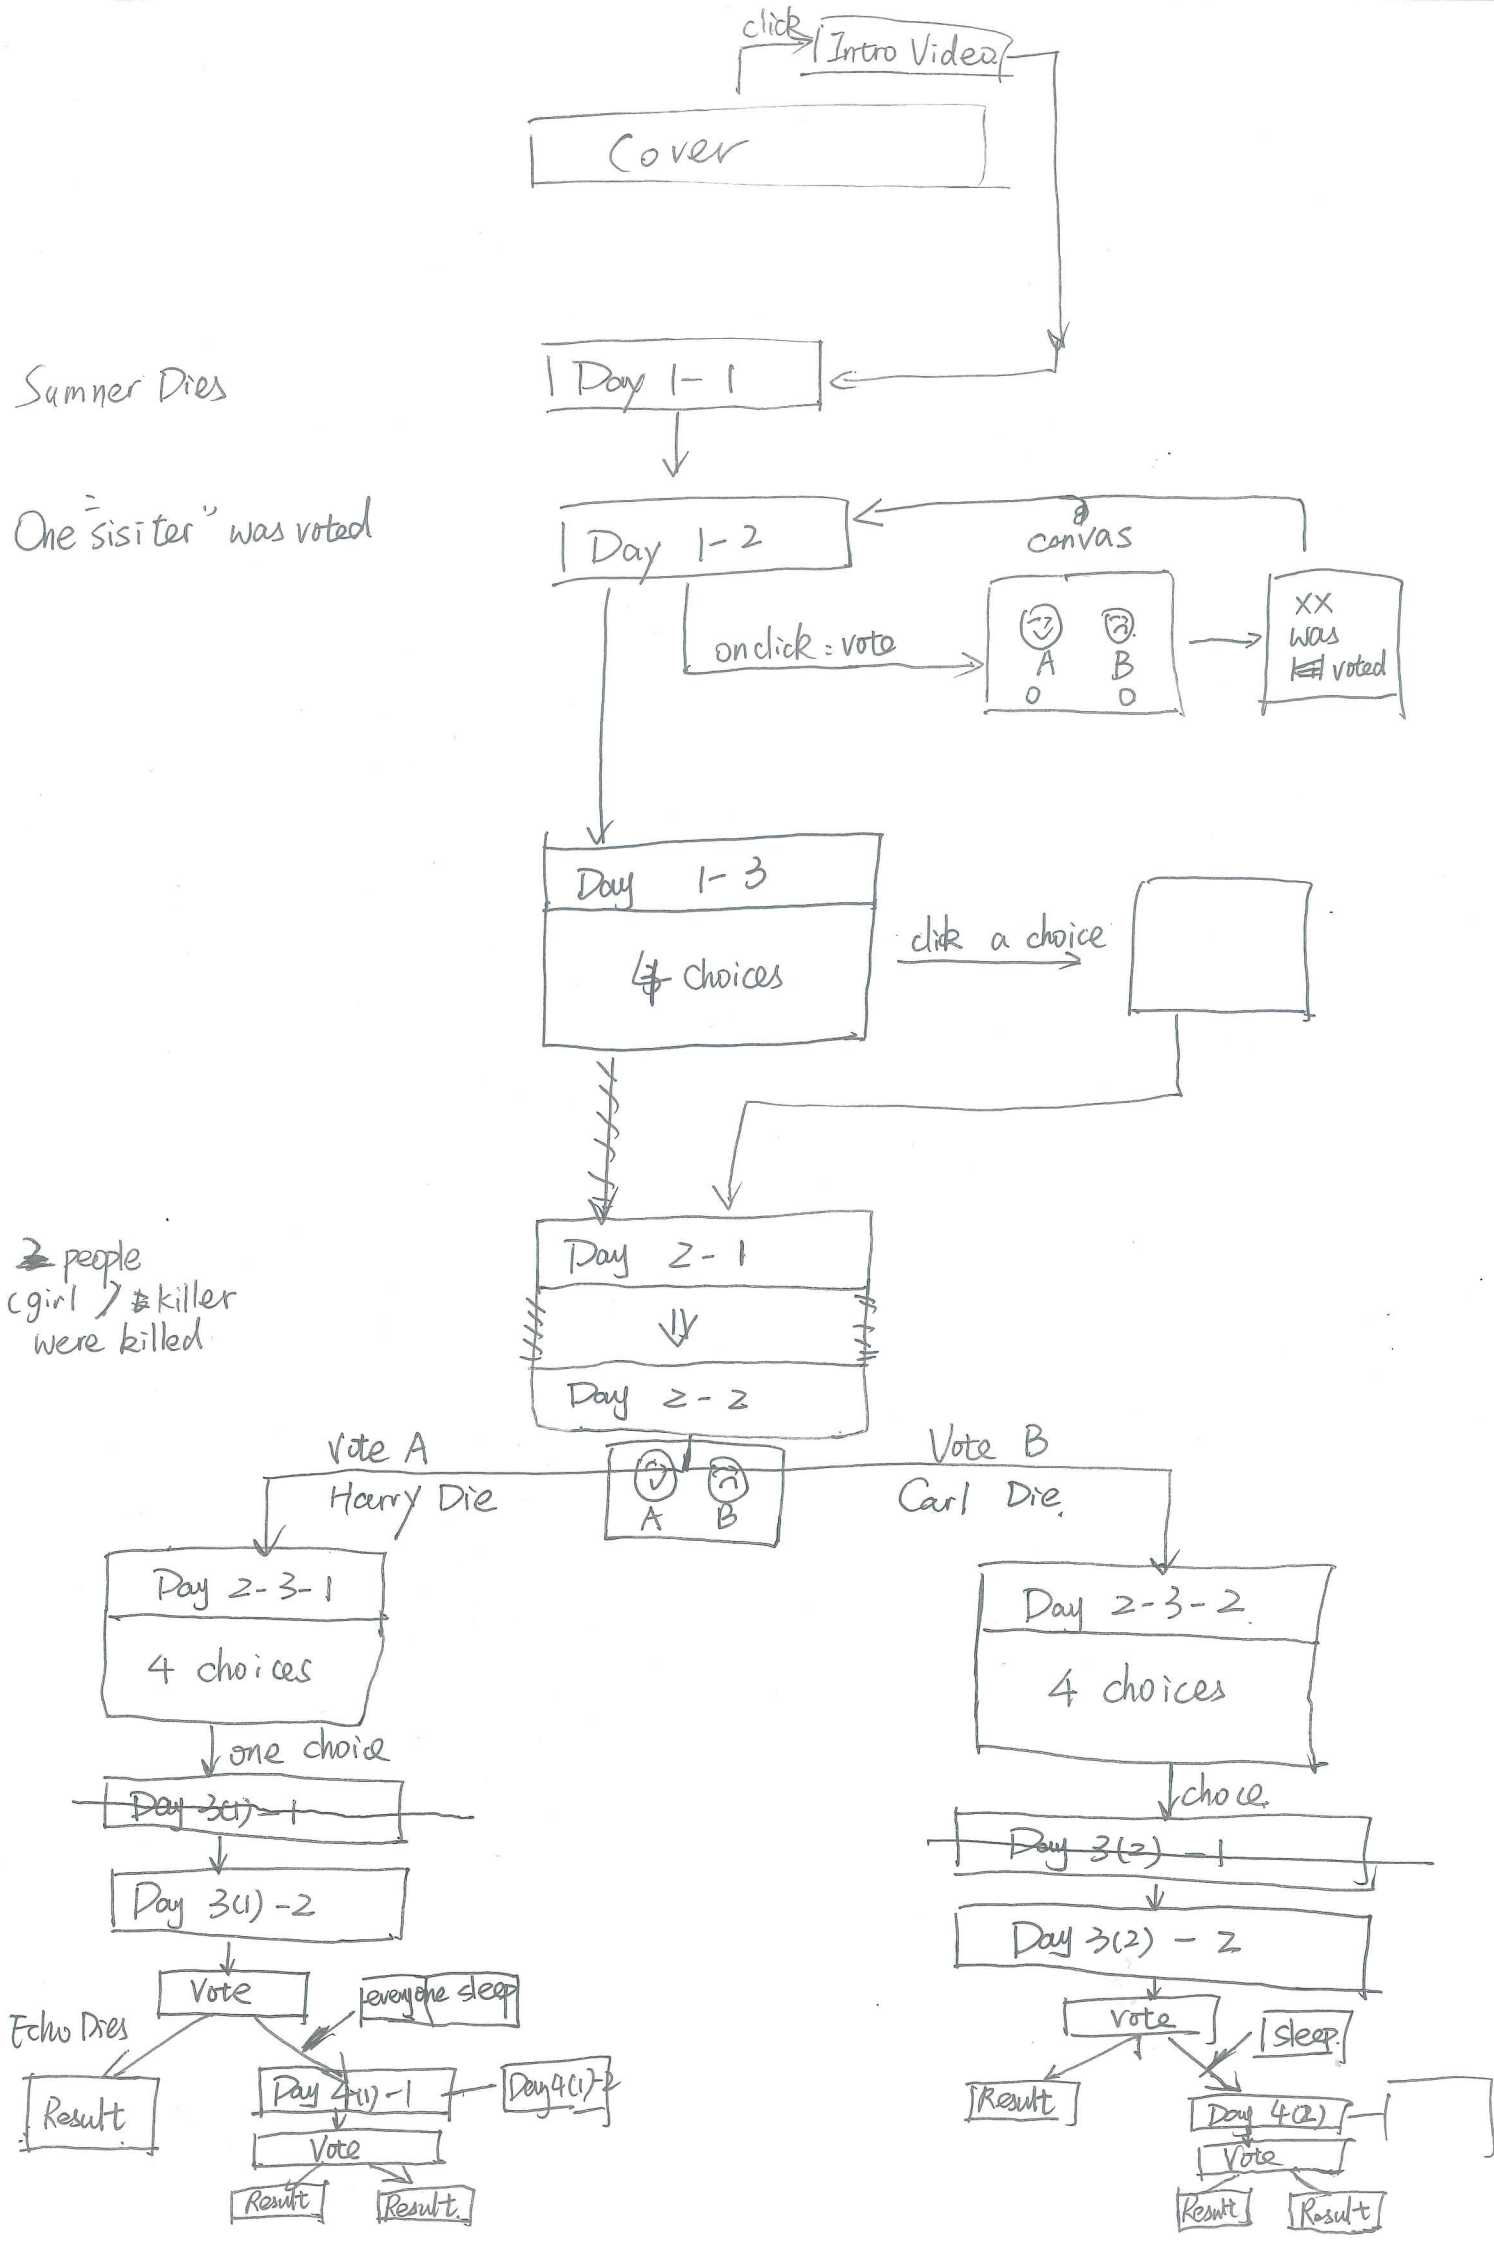 click
Intro Video
Cover
Sumner Dies
Day 1-1
One "sisiter" was voted
Day 1-2
canvas
onclick: vote
A B
O O
XX
was
voted
Day 1-3
4 choices
click a choice
people
(girl) killer
were killed
Day 2-1
Day 2-2
Vote A
Harry Die
A B
Vote B
Carl Die.
Day 2-3-1
4 choices
one choice
Day 3(1)-1
Day 3(1)-2
Vote
everyone sleep
Echo Dies
Result
Day 4(1)-1
Day4(1)-2
Vote
Result
Result
Day 2-3-2
4 choices
choce
Day 3(2)-1
Day 3(2)-2
vote
sleep.
Result
Day 4(2)
Vote
Result
Result